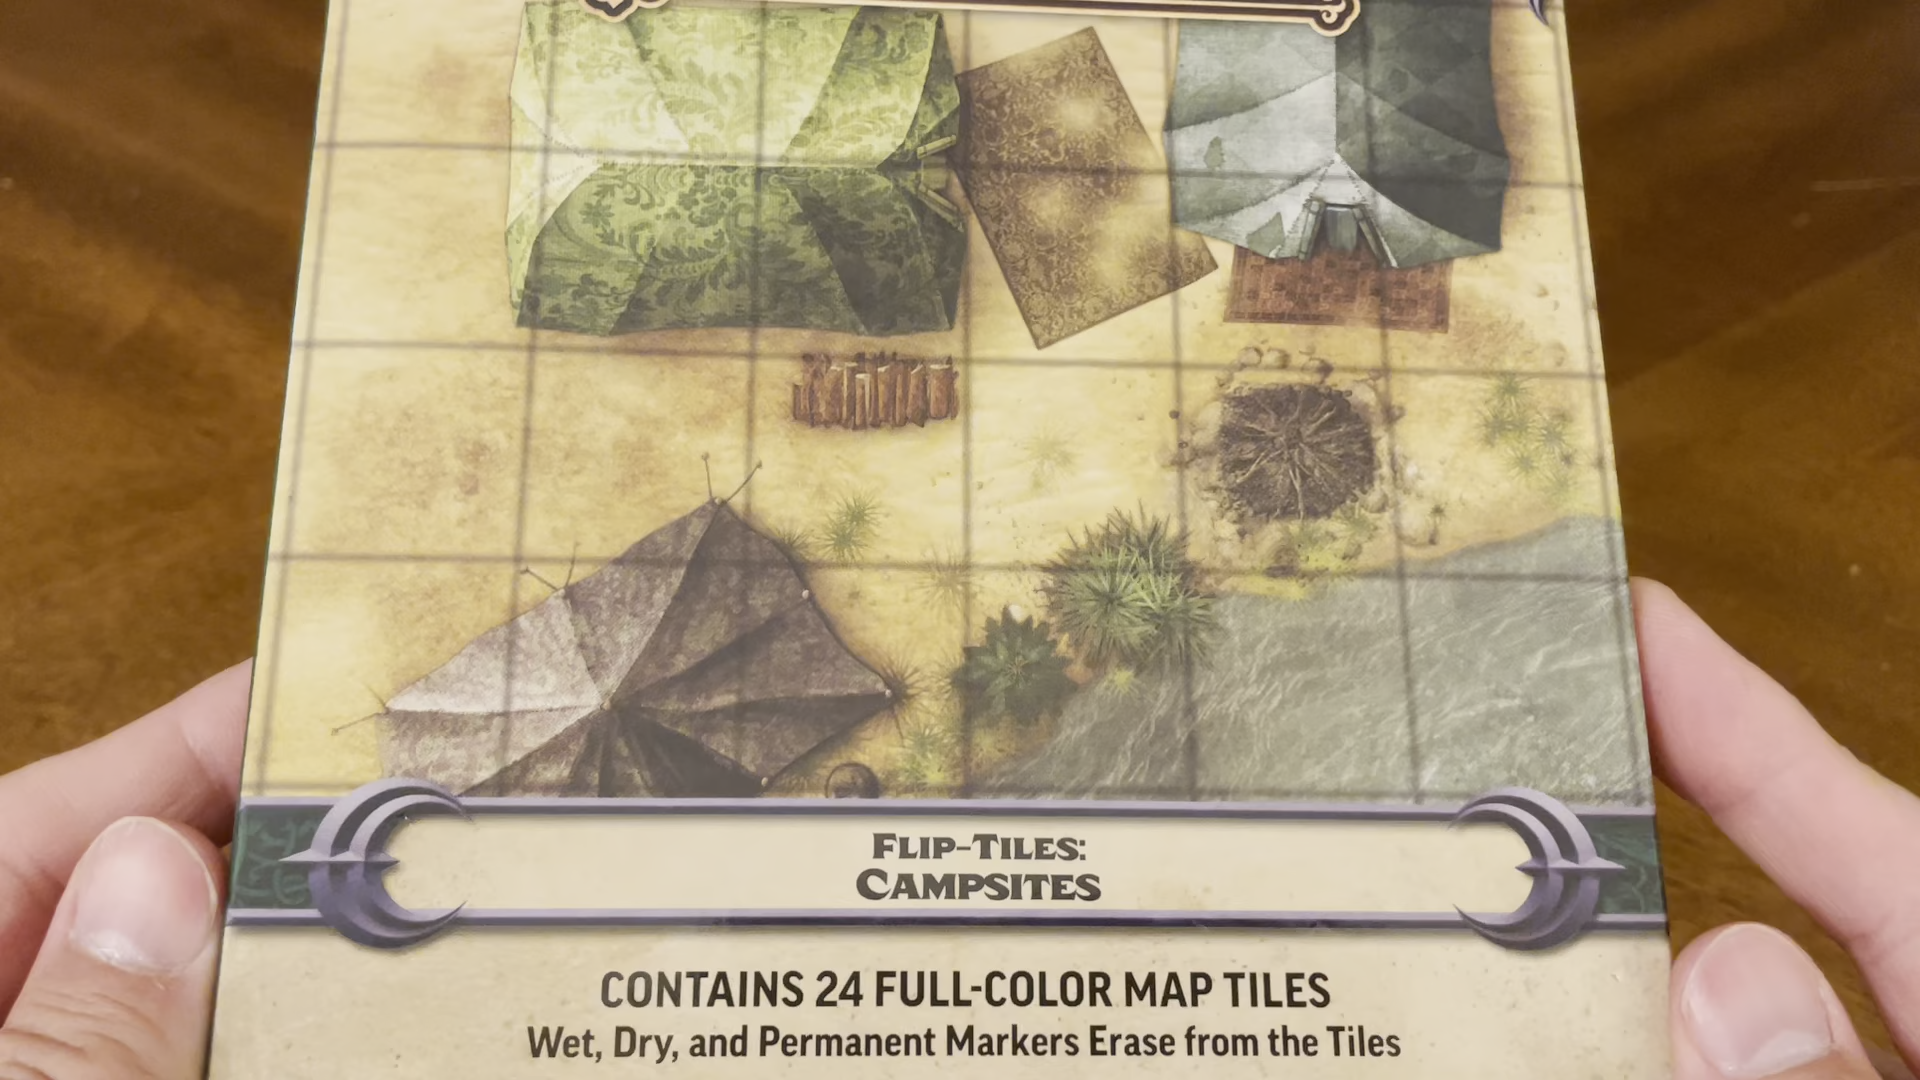 FLIP-TILES:
CAMPSITES
CONTAINS 24 FULL-COLOR MAP TILES
Wet, Dry, and Permanent Markers Erase from the Tiles